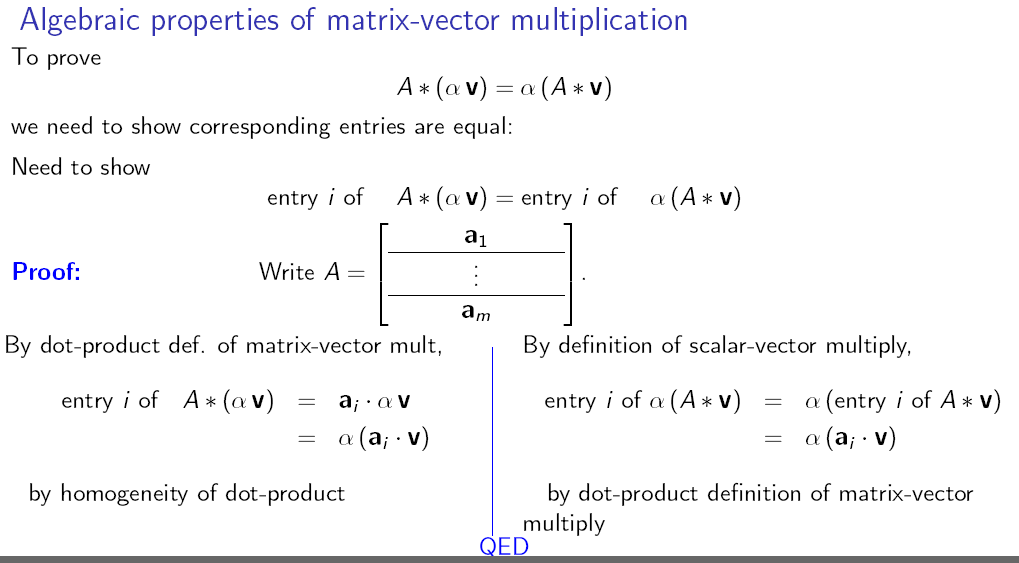 Algebraic properties of matrix-vector multiplication
To prove
A ∗ (α v) = α (A ∗ v)
we need to show corresponding entries are equal:
Need to show
entry i of A ∗ (α v) = entry i of α (A ∗ v)
Proof: Write A = [ a₁ ⋮ aₘ ] .
By dot-product def. of matrix-vector mult,
entry i of A ∗ (α v) = aᵢ · α v
= α (aᵢ · v)
by homogeneity of dot-product
By definition of scalar-vector multiply,
entry i of α (A ∗ v) = α (entry i of A ∗ v)
= α (aᵢ · v)
by dot-product definition of matrix-vector
multiply
QED